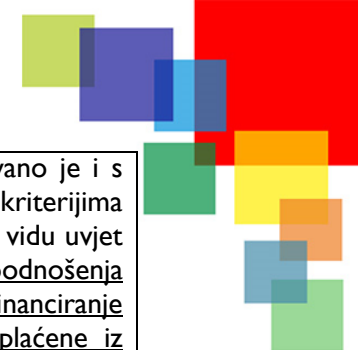 vano je i s
kriterijima
vidu uvjet
podnošenja
inanciranje
plaćene iz